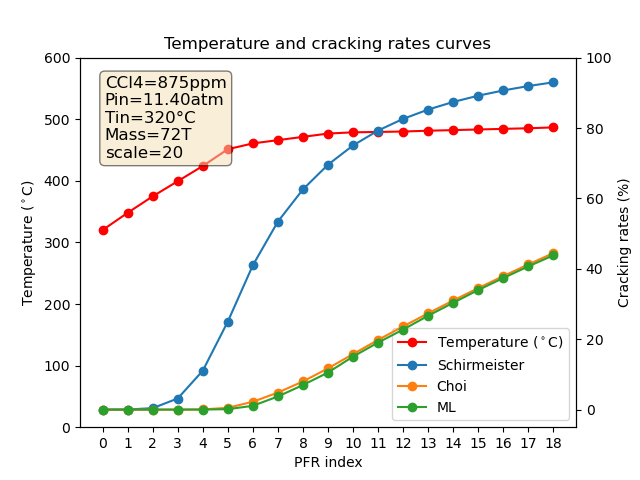 Temperature and cracking rates curves
CCl4=875ppm
Pin=11.40atm
Tin=320°C
Mass=72T
scale=20
600
500
400
300
200
100
0
Temperature (°C)
100
80
60
40
20
0
Cracking rates (%)
Temperature (°C)
Schirmeister
Choi
ML
0 1 2 3 4 5 6 7 8 9 10 11 12 13 14 15 16 17 18
PFR index